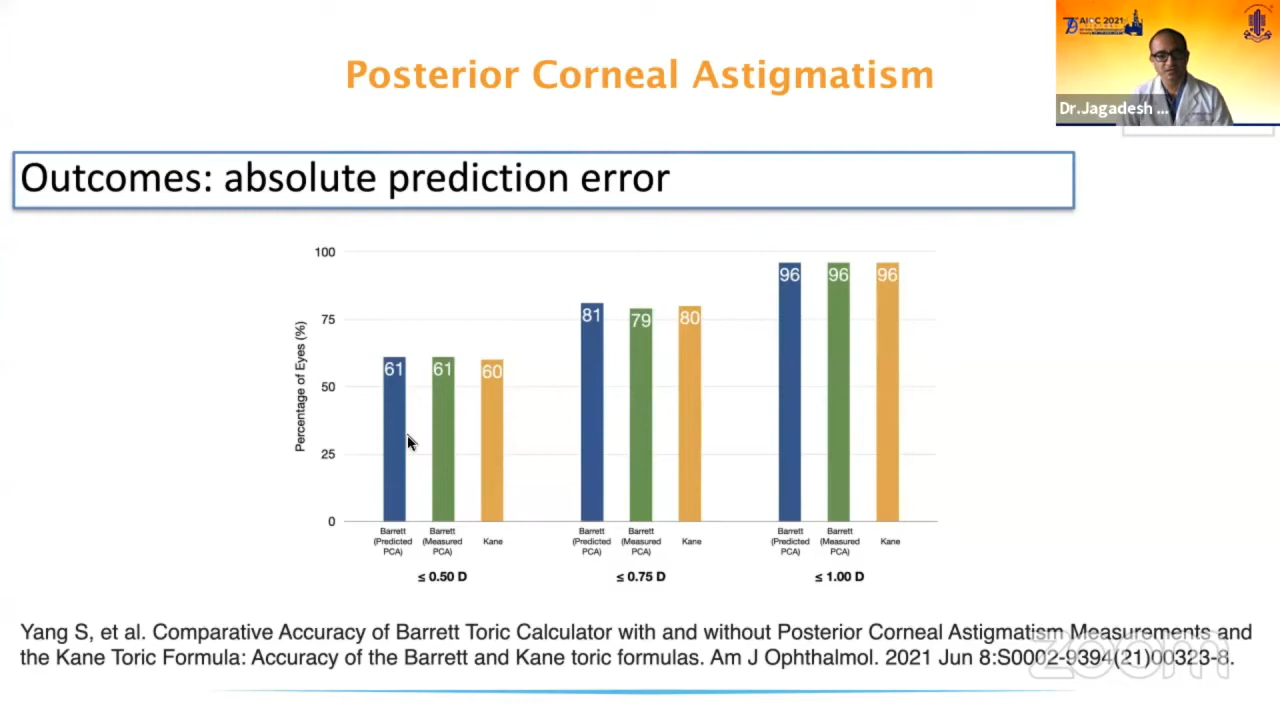 Posterior Corneal Astigmatism
AIOC 2021
Dr.Jagadesh ...
Outcomes: absolute prediction error
Percentage of Eyes (%)
100
75
50
25
0
61
61
60
81
79
80
96
96
96
Barrett
(Predicted
PCA)
Barrett
(Measured
PCA)
Kane
Barrett
(Predicted
PCA)
Barrett
(Measured
PCA)
Kane
Barrett
(Predicted
PCA)
Barrett
(Measured
PCA)
Kane
≤ 0.50 D
≤ 0.75 D
≤ 1.00 D
Yang S, et al. Comparative Accuracy of Barrett Toric Calculator with and without Posterior Corneal Astigmatism Measurements and
the Kane Toric Formula: Accuracy of the Barrett and Kane toric formulas. Am J Ophthalmol. 2021 Jun 8:S0002-9394(21)00323-8.
zoom